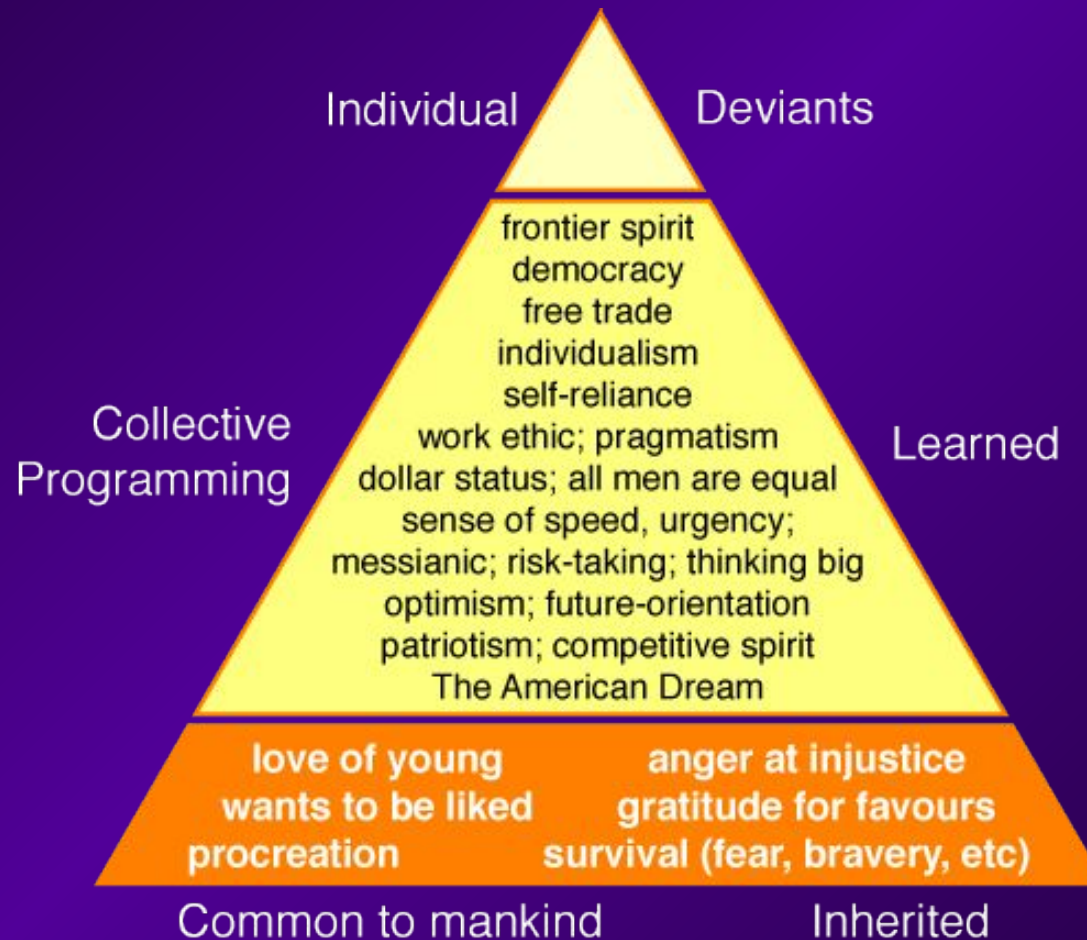 Individual
Deviants
frontier spirit
democracy
free trade
individualism
self-reliance
work ethic; pragmatism
dollar status; all men are equal
sense of speed, urgency;
messianic; risk-taking; thinking big
optimism; future-orientation
patriotism; competitive spirit
The American Dream
Collective
Programming
Learned
love of young
wants to be liked
procreation
anger at injustice
gratitude for favours
survival (fear, bravery, etc)
Common to mankind
Inherited